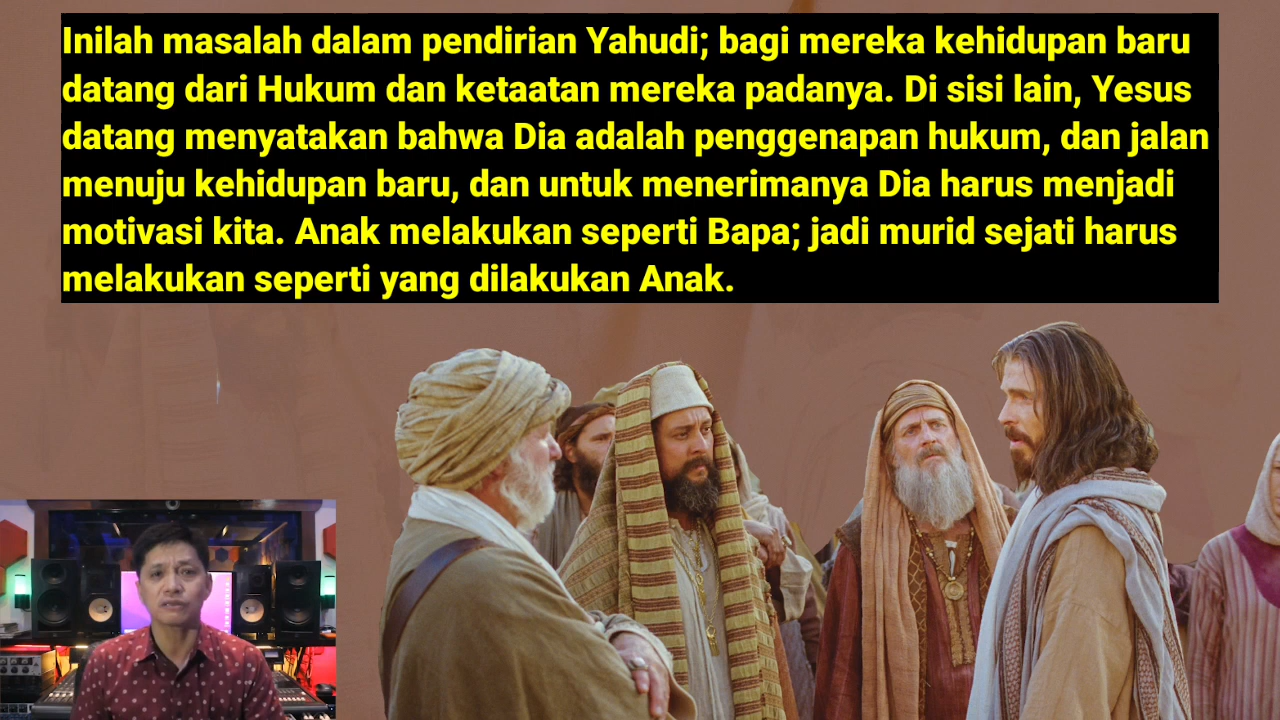 Inilah masalah dalam pendirian Yahudi; bagi mereka kehidupan baru
datang dari Hukum dan ketaatan mereka padanya. Di sisi lain, Yesus
datang menyatakan bahwa Dia adalah penggenapan hukum, dan jalan
menuju kehidupan baru, dan untuk menerimanya Dia harus menjadi
motivasi kita. Anak melakukan seperti Bapa; jadi murid sejati harus
melakukan seperti yang dilakukan Anak.